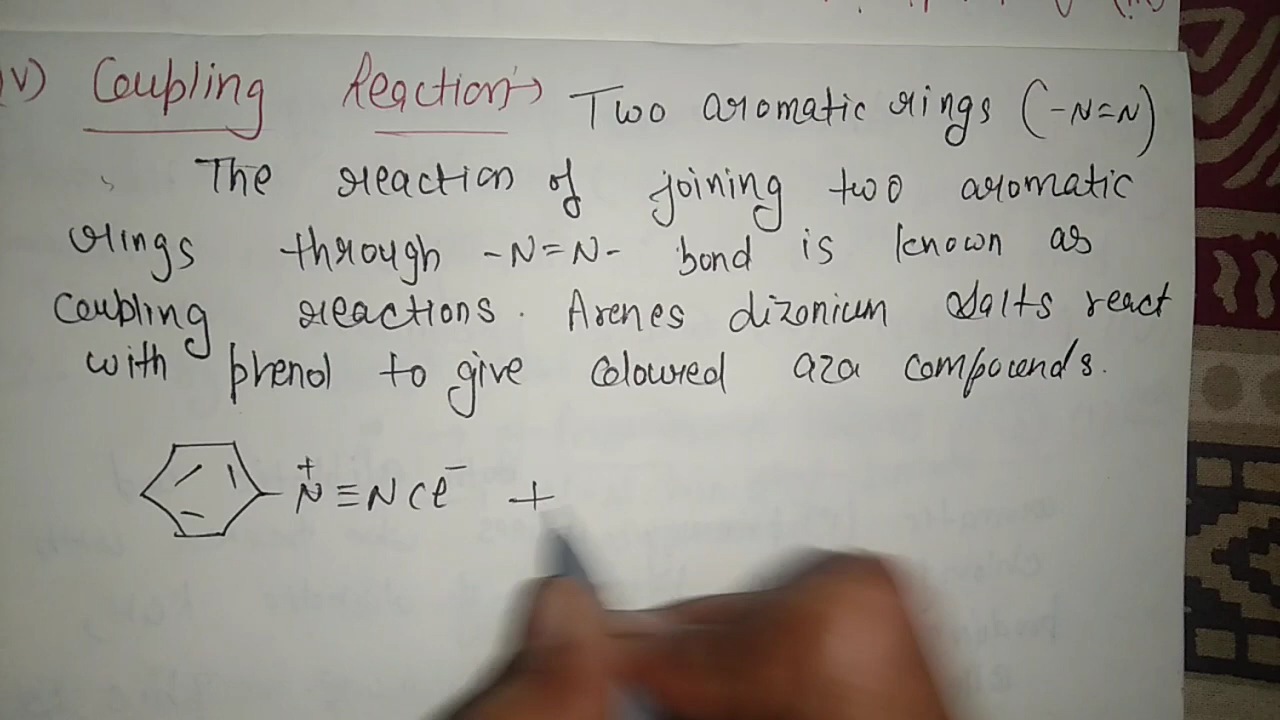 (V) Coupling Reaction→ Two aromatic rings (-N=N)
The reaction of joining two aromatic
rings through -N=N- bond is known as
Coupling reactions. Arenes dizonium Salts react
with phenol to give Coloured aza compounds.
N⁺≡NCl⁻ +